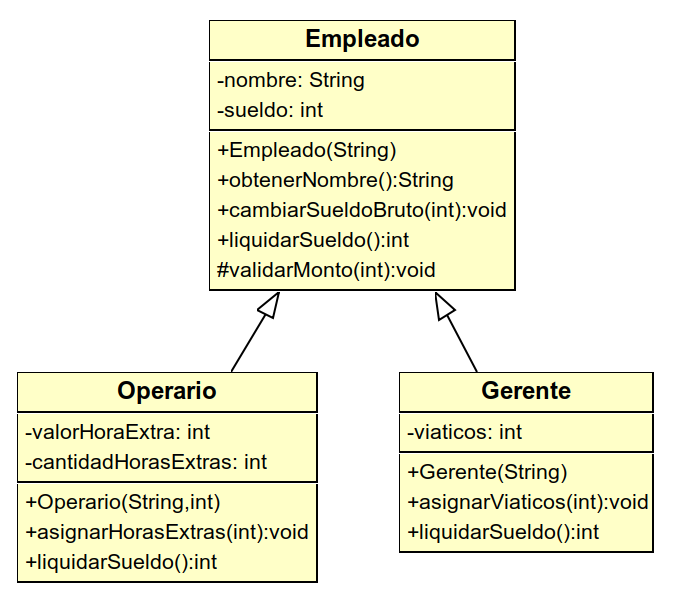 Empleado
-nombre: String
-sueldo: int
+Empleado(String)
+obtenerNombre():String
+cambiarSueldoBruto(int):void
+liquidarSueldo():int
#validarMonto(int):void
Operario
-valorHoraExtra: int
-cantidadHorasExtras: int
+Operario(String,int)
+asignarHorasExtras(int):void
+liquidarSueldo():int
Gerente
-viaticos: int
+Gerente(String)
+asignarViaticos(int):void
+liquidarSueldo():int